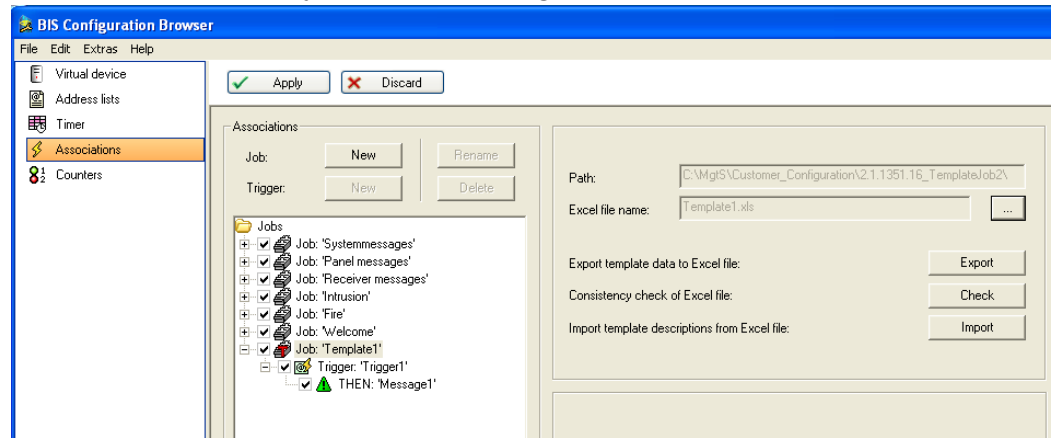 BIS Configuration Browser
File Edit Extras Help
Virtual device
Address lists
Timer
Associations
Counters
Apply
Discard
Associations
Job:
New
Rename
Trigger:
New
Delete
Jobs
Job: 'Systemmessages'
Job: 'Panel messages'
Job: 'Receiver messages'
Job: 'Intrusion'
Job: 'Fire'
Job: 'Welcome'
Job: 'Template1'
Trigger: 'Trigger1'
THEN: 'Message1'
Path:
C:\MgtS\Customer_Configuration\2.1.1351.16_TemplateJob2\
Excel file name:
Template1.xls
...
Export template data to Excel file:
Export
Consistency check of Excel file:
Check
Import template descriptions from Excel file:
Import